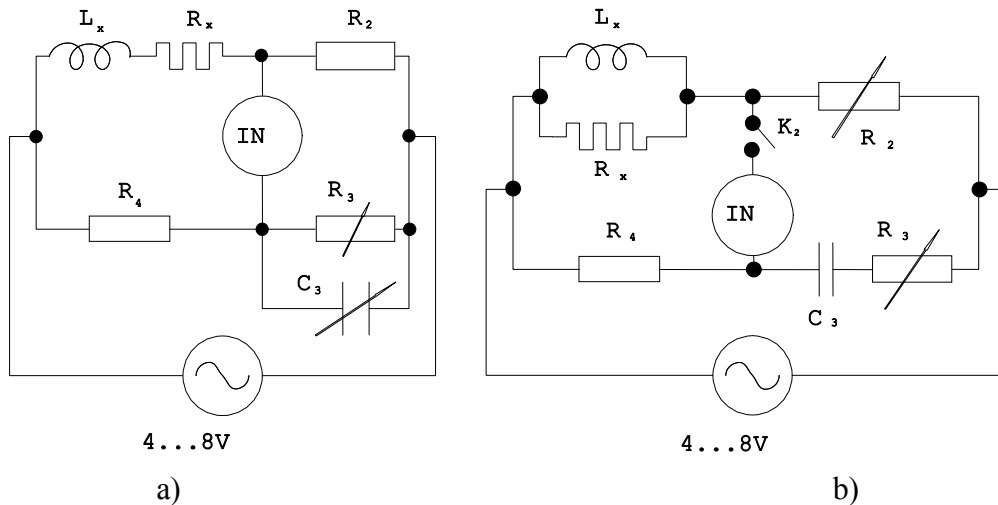 Lₓ Rₓ R₂
IN
R₄ R₃
C₃
4...8V
a)
Lₓ
K₂
Rₓ R₂
IN
R₄ R₃
C₃
4...8V
b)